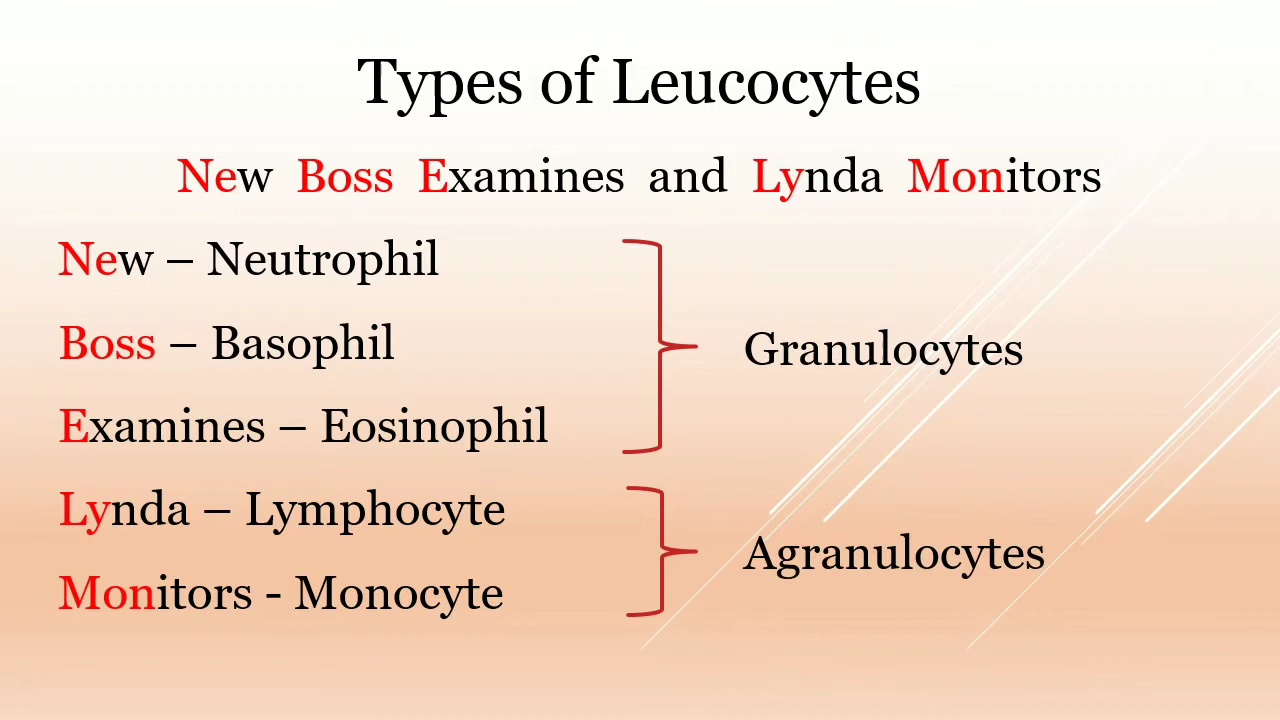 Types of Leucocytes
New Boss Examines and Lynda Monitors
New – Neutrophil
Boss – Basophil
Examines – Eosinophil
Granulocytes
Lynda – Lymphocyte
Monitors - Monocyte
Agranulocytes